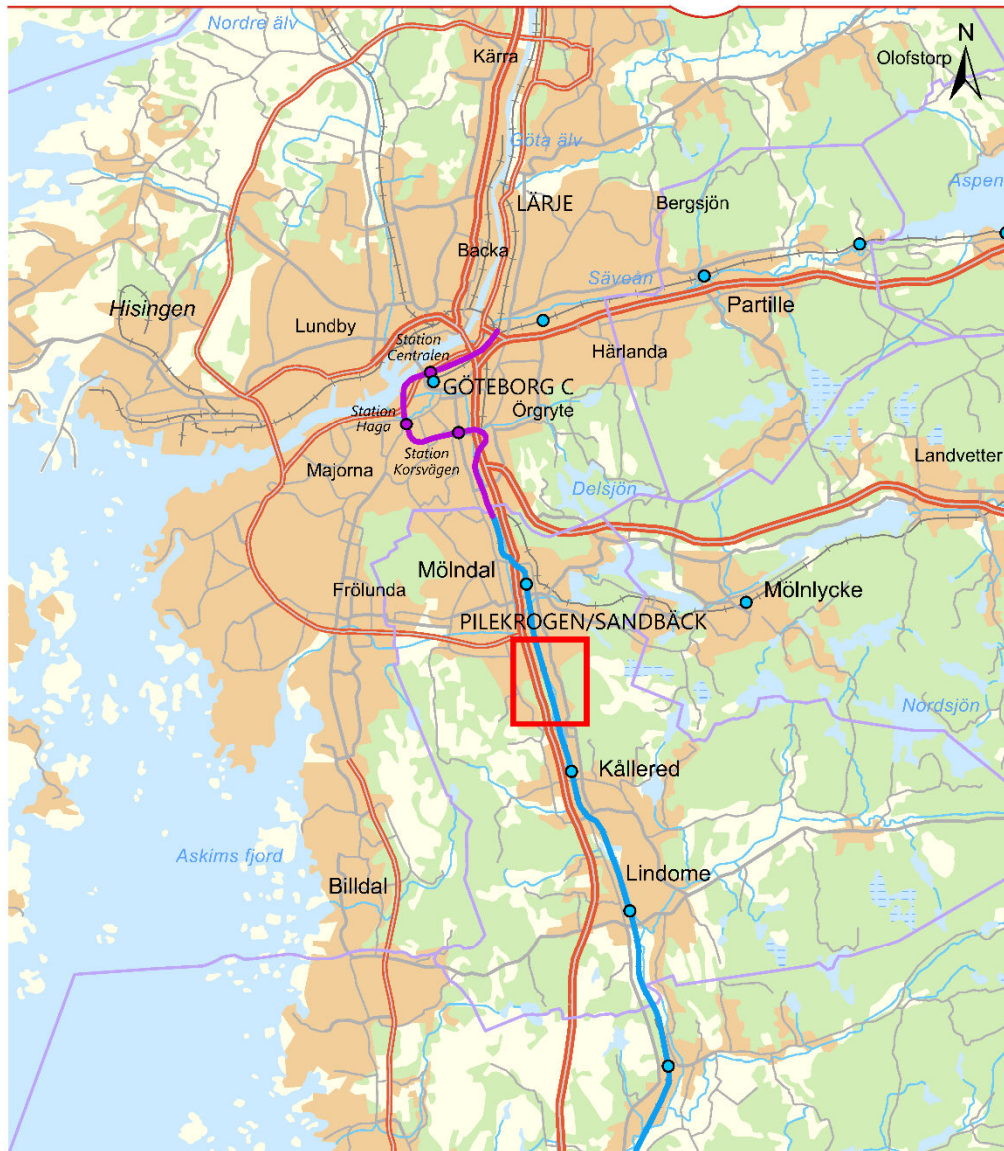 Nordre älv
Kärra
Olofstorp
N
Göta älv
Aspen
LÄRJE
Bergsjön
Backa
Säveån
Hisingen
Partille
Lundby
Station
Centralen
Härlanda
GÖTEBORG C
Örgryte
Station
Haga
Station
Korsvägen
Landvetter
Majorna
Delsjön
Mölndal
Frölunda
Mölnlycke
PILEKROGEN/SANDBÄCK
Nordsjön
Kållered
Askims fjord
Lindome
Billdal